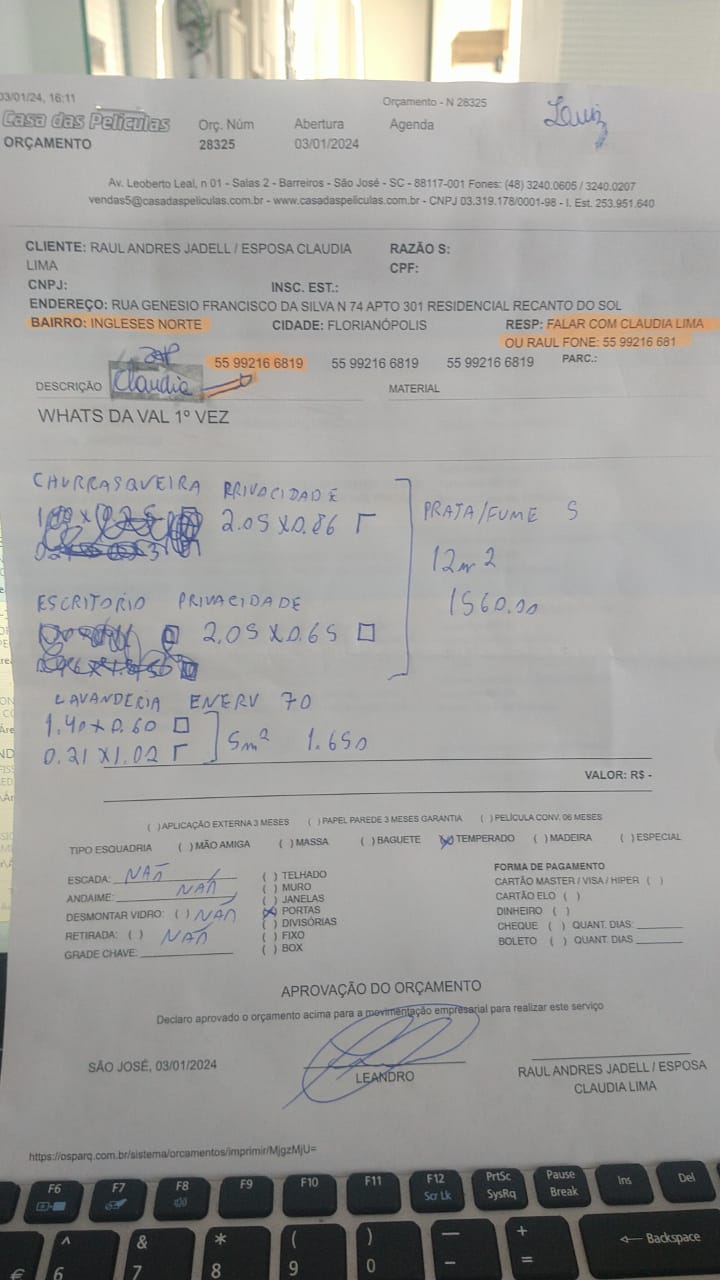 03/01/24, 16:11
Orçamento - N 28325
Casa das Películas
ORÇAMENTO
Orç. Núm
28325
Abertura
03/01/2024
Agenda
Luiz
Av. Leoberto Leal, n 01 - Salas 2 - Barreiros - São José - SC - 88117-001 Fones: (48) 3240.0605 / 3240.0207
vendas5@casadaspeliculas.com.br - www.casadaspeliculas.com.br - CNPJ 03.319.178/0001-98 - I. Est. 253.951.640
CLIENTE: RAUL ANDRES JADELL / ESPOSA CLAUDIA LIMA
RAZÃO S:
CPF:
CNPJ:
INSC. EST.:
ENDEREÇO: RUA GENESIO FRANCISCO DA SILVA N 74 APTO 301 RESIDENCIAL RECANTO DO SOL
BAIRRO: INGLESES NORTE
CIDADE: FLORIANÓPOLIS
RESP: FALAR COM CLAUDIA LIMA
OU RAUL FONE: 55 99216 681
55 99216 6819
55 99216 6819
55 99216 6819
PARC.:
DESCRIÇÃO
Claudia
MATERIAL
WHATS DA VAL 1º VEZ
CHURRASQUEIRA PRIVACIDADE
2.05 X 0.86
PRATA/FUME S
12m2
1560.00
ESCRITORIO PRIVACIDADE
2.05 X 0.65
LAVANDERIA ENERV 70
1.40 x 0.60
0.21 X 1.02
5m² 1.650
VALOR: R$ -
( ) APLICAÇÃO EXTERNA 3 MESES ( ) PAPEL PAREDE 3 MESES GARANTIA ( ) PELÍCULA CONV. 06 MESES
TIPO ESQUADRIA ( ) MÃO AMIGA ( ) MASSA ( ) BAGUETE (X) TEMPERADO ( ) MADEIRA ( ) ESPECIAL
ESCADA: NAÕ
ANDAIME: NAÕ
DESMONTAR VIDRO: ( ) NAÕ
RETIRADA: ( ) NAÕ
GRADE CHAVE:
( ) TELHADO
( ) MURO
( ) JANELAS
(X) PORTAS
( ) DIVISÓRIAS
( ) FIXO
( ) BOX
FORMA DE PAGAMENTO
CARTÃO MASTER / VISA / HIPER ( )
CARTÃO ELO ( )
DINHEIRO ( )
CHEQUE ( ) QUANT. DIAS:
BOLETO ( ) QUANT. DIAS
APROVAÇÃO DO ORÇAMENTO
Declaro aprovado o orçamento acima para a movimentação empresarial para realizar este serviço
SÃO JOSÉ, 03/01/2024
LEANDRO
RAUL ANDRES JADELL / ESPOSA
CLAUDIA LIMA
https://osparq.com.br/sistema/orcamentos/imprimir/MjgzMjU=
F6 F7 F8 F9 F10 F11 F12 PrtSc Pause Ins Del
Scr Lk SysRq Break
^ & * ( ) — + Backspace
€ 6 7 8 9 0 - =